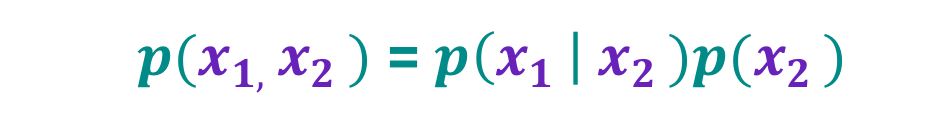 p(x₁, x₂ ) = p(x₁ | x₂ )p(x₂ )